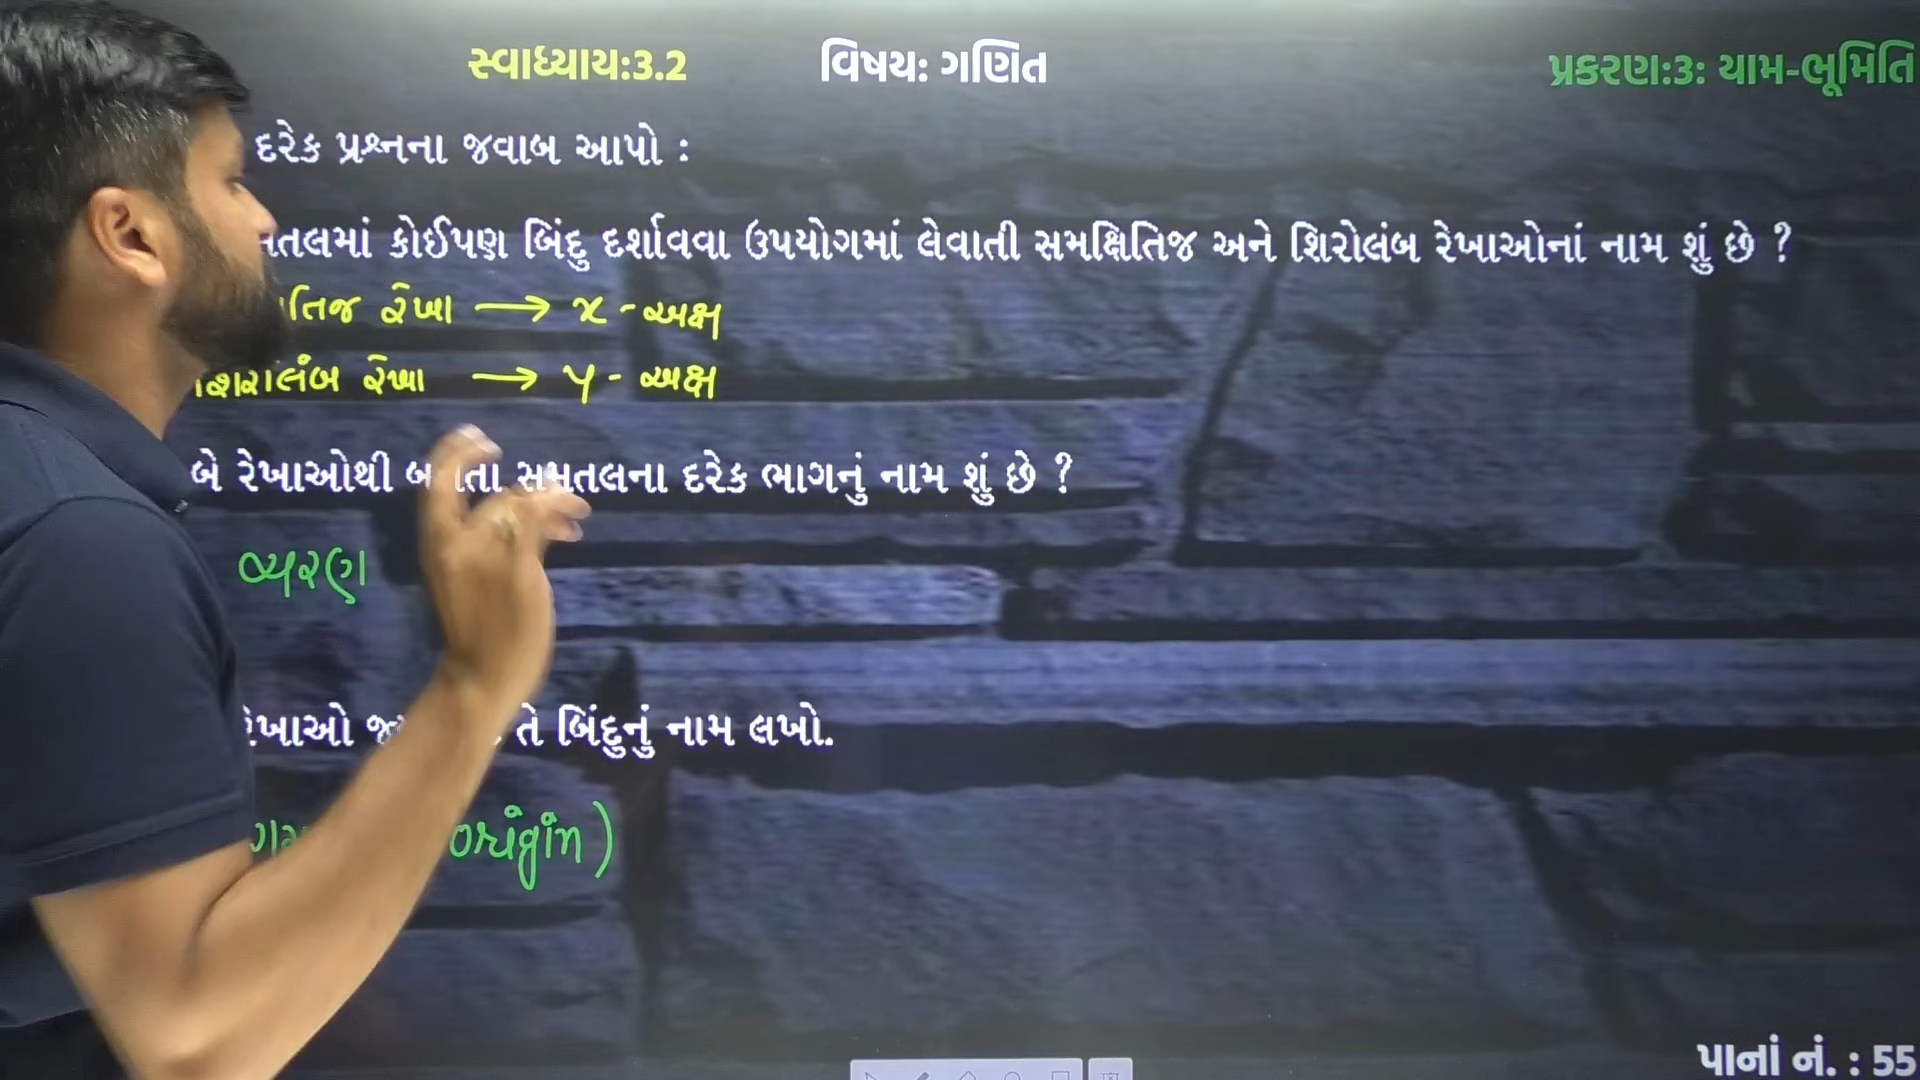 સ્વાધ્યાય:3.2 વિષય: ગણિત પ્રકરણ:3: યામ-ભૂમિતિ
દરેક પ્રશ્નના જવાબ આપો :
કોઈપણ બિંદુ દર્શાવવા ઉપયોગમાં લેવાતી સમક્ષિતિજ અને શિરોલંબ રેખાઓનાં નામ શું છે ?
રેખા → x - અક્ષ
શિરોલંબ રેખા → y - અક્ષ
બે રેખાઓથી સમતલના દરેક ભાગનું નામ શું છે ?
ચરણ
તે બિંદુનું નામ લખો.
origin)
પાનાં નં. : 55